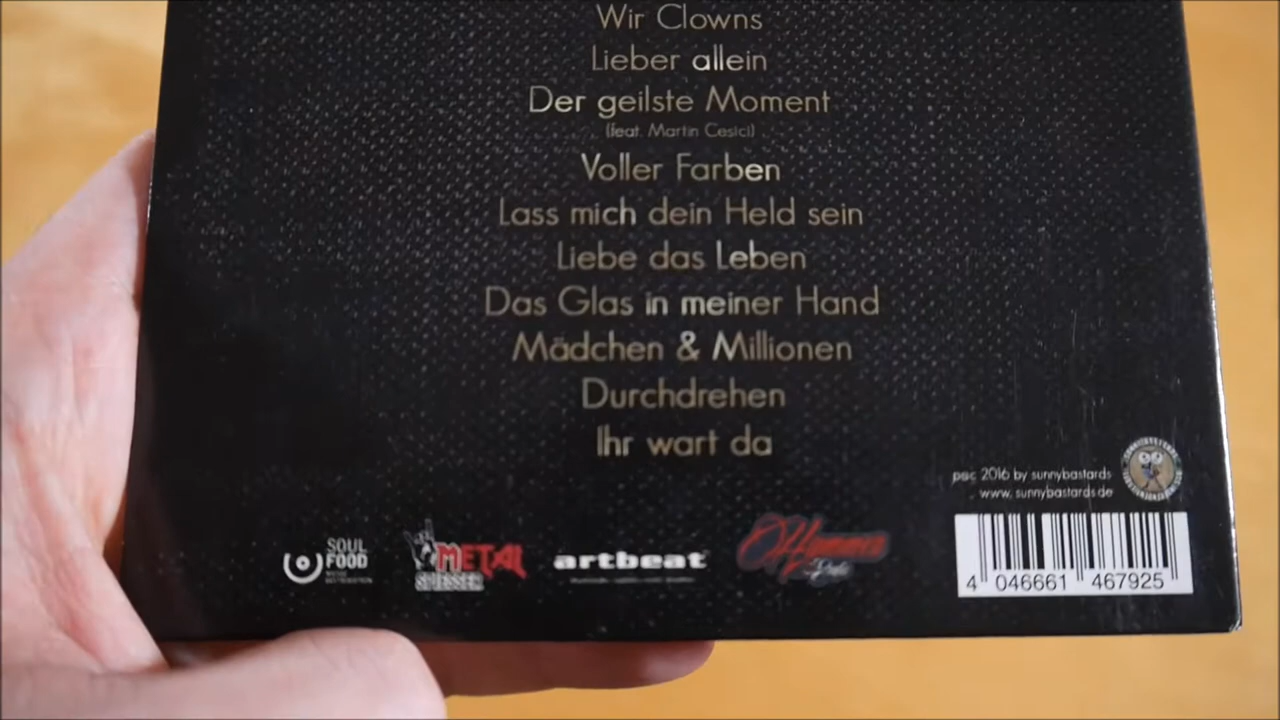 Wir Clowns
Lieber allein
Der geilste Moment
(feat. Martin Cesici)
Voller Farben
Lass mich dein Held sein
Liebe das Leben
Das Glas in meiner Hand
Mädchen & Millionen
Durchdrehen
Ihr wart da
p&c 2016 by sunnybastards
www. sunnybastards.de
SOUL
FOOD
METAL
artbeat
4 046661 467925